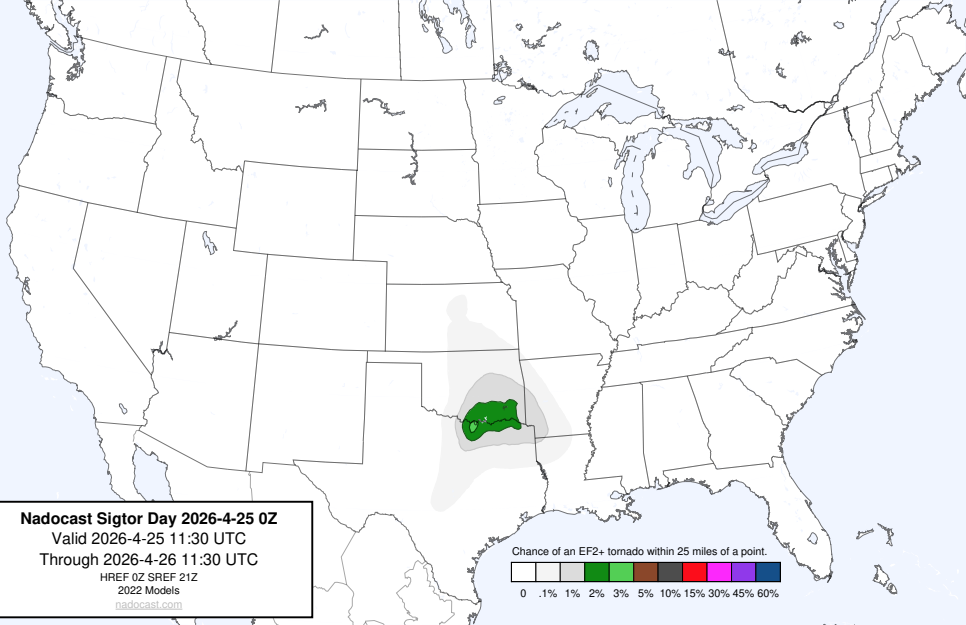 Nadocast Sigtor Day 2026-4-25 0Z
Valid 2026-4-25 11:30 UTC
Through 2026-4-26 11:30 UTC
HREF 0Z SREF 21Z
2022 Models
nadocast.com
Chance of an EF2+ tornado within 25 miles of a point.
0 .1% 1% 2% 3% 5% 10% 15% 30% 45% 60%